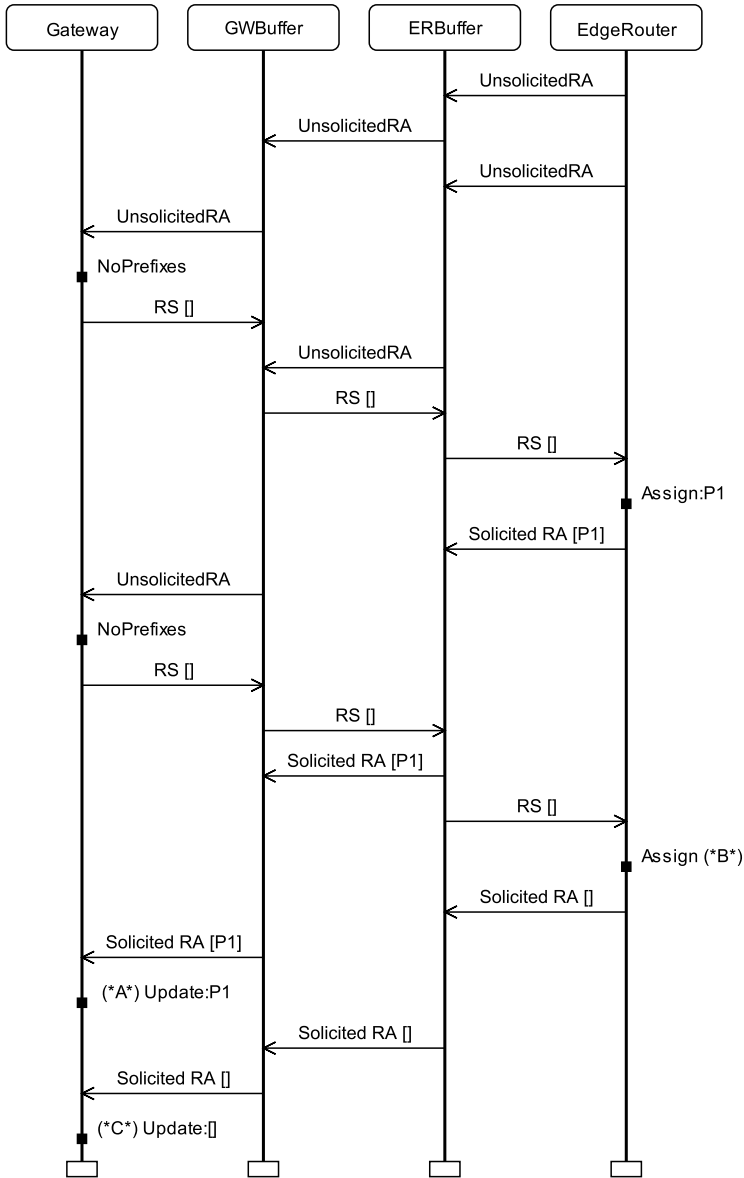 Gateway
GWBuffer
ERBuffer
EdgeRouter
UnsolicitedRA
UnsolicitedRA
UnsolicitedRA
UnsolicitedRA
NoPrefixes
RS []
UnsolicitedRA
RS []
RS []
Assign:P1
Solicited RA [P1]
UnsolicitedRA
NoPrefixes
RS []
RS []
Solicited RA [P1]
RS []
Assign (*B*)
Solicited RA []
Solicited RA [P1]
(*A*) Update:P1
Solicited RA []
Solicited RA []
(*C*) Update:[]